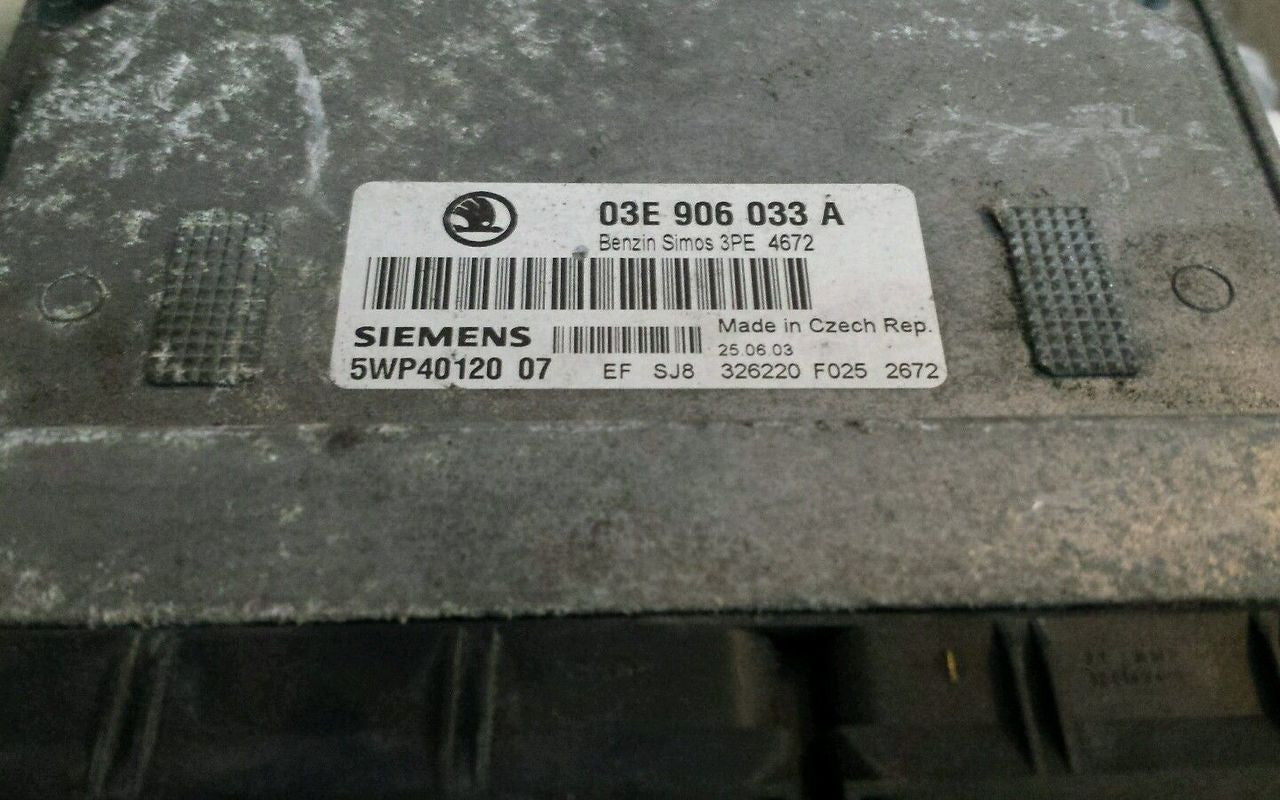 03E 906 033 A
Benzin Simos 3PE 4672
SIEMENS
Made in Czech Rep.
25.06.03
5WP40120 07 EF SJ8 326220 F025 2672